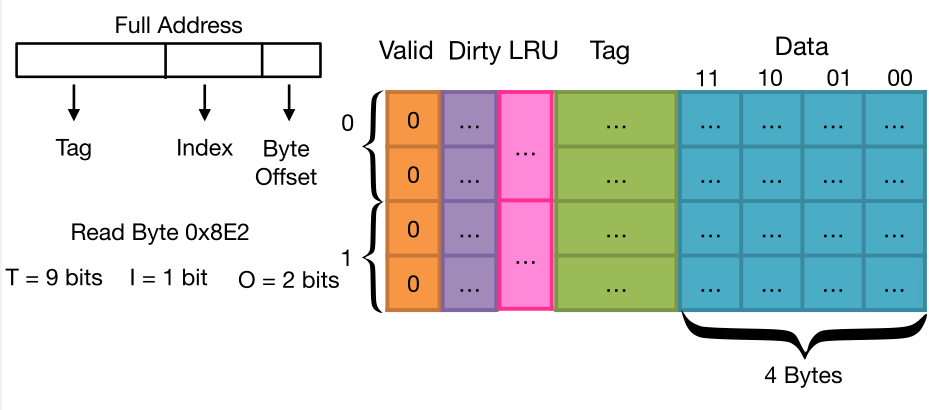 Full Address
Tag
Index
Byte
Offset
Read Byte 0x8E2
T = 9 bits I = 1 bit O = 2 bits
Valid Dirty LRU Tag Data
11 10 01 00
0
0 ... ... ... ... ... ... ...
0 ... ... ... ... ... ...
1
0 ... ... ... ... ... ... ...
0 ... ... ... ... ... ...
4 Bytes